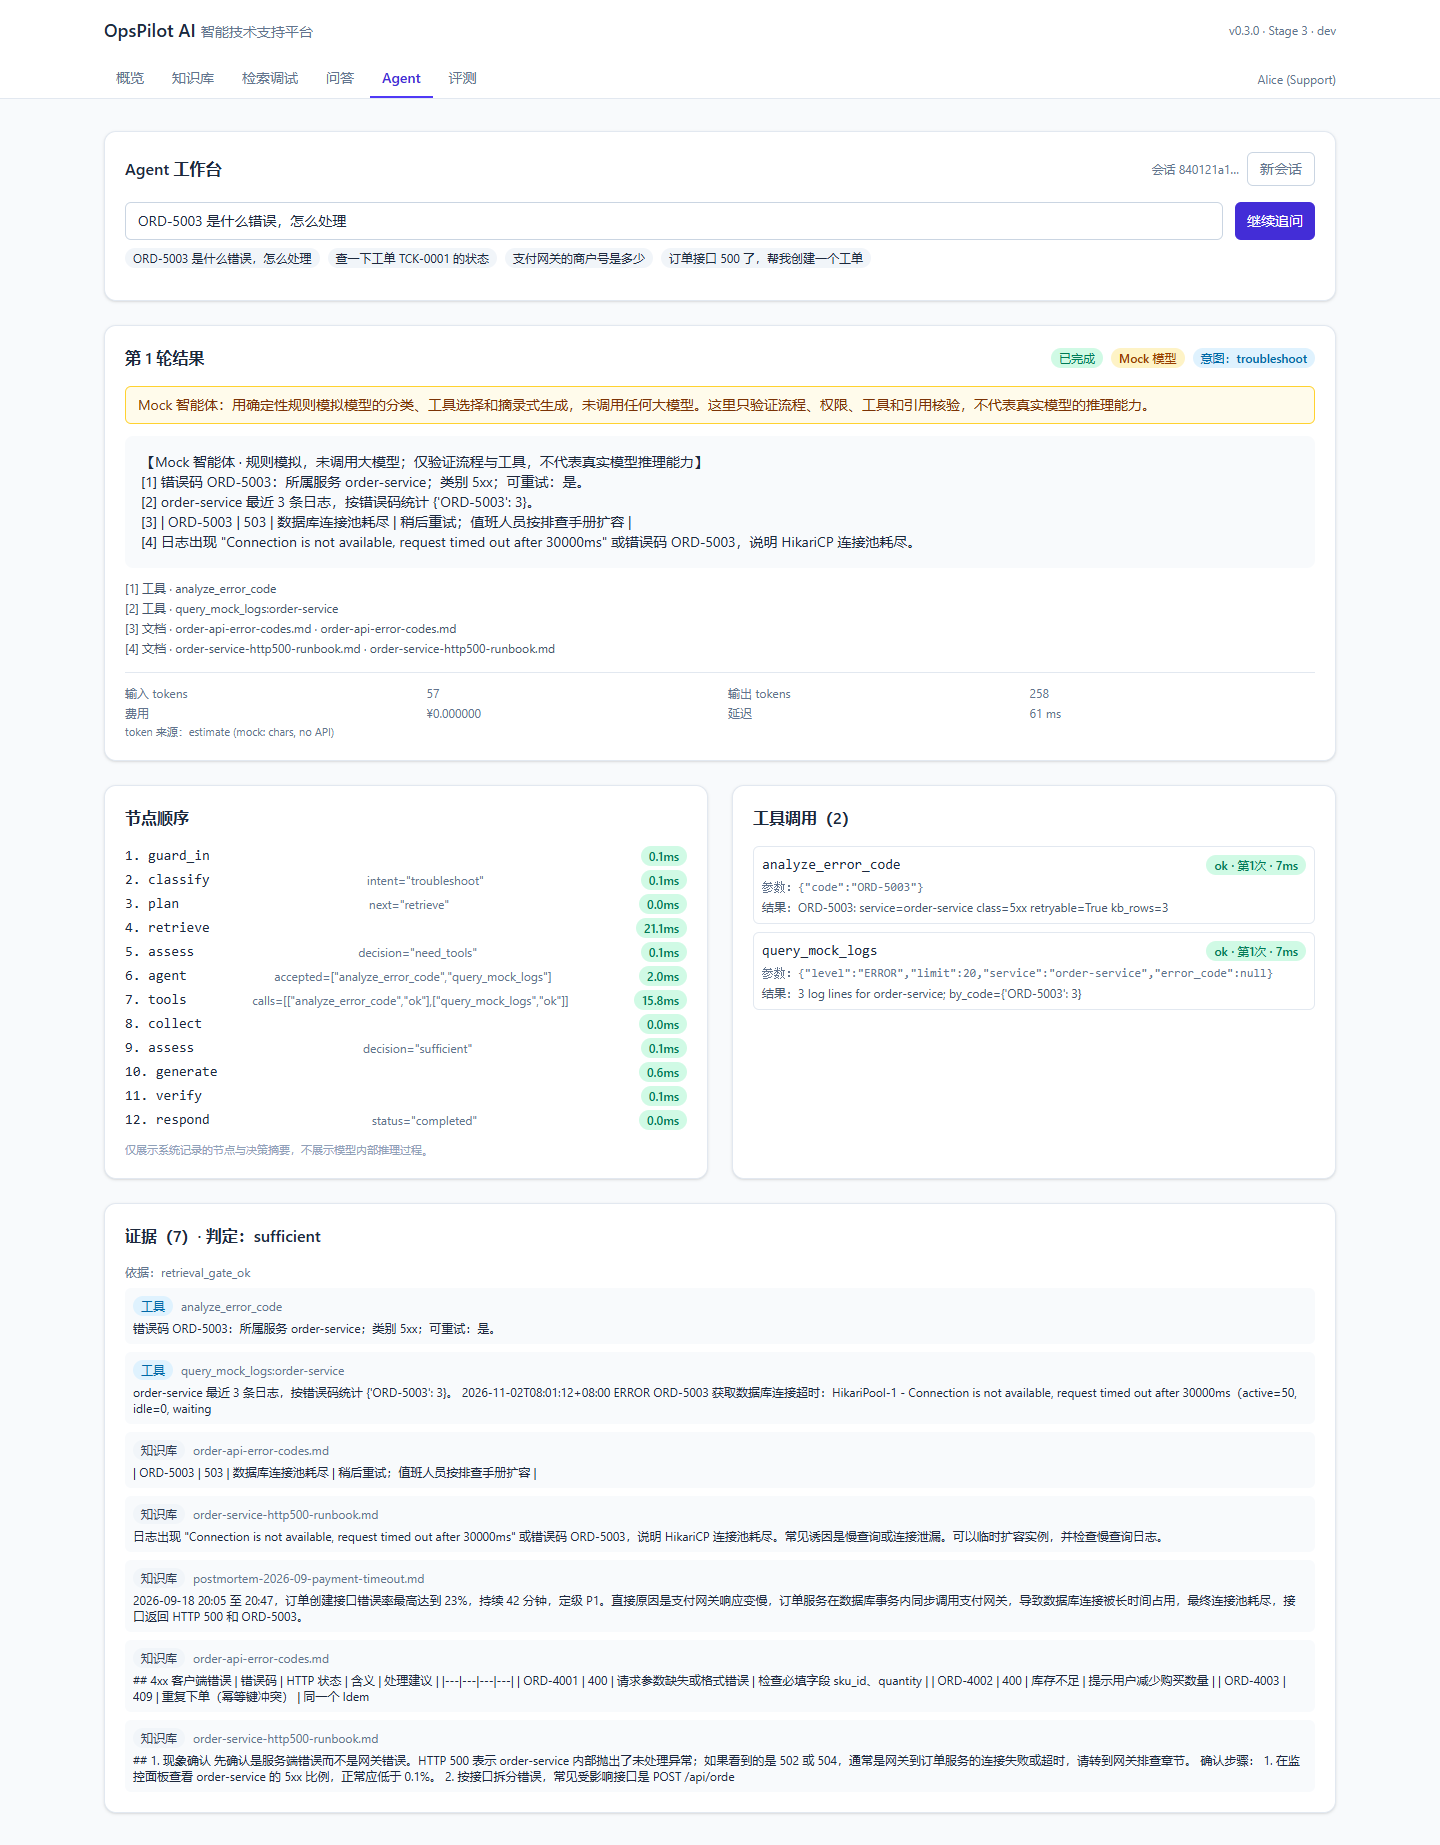 OpsPilot AI 智能技术支持平台
v0.3.0 · Stage 3 · dev
概览 知识库 检索调试 问答 Agent 评测
Alice (Support)
Agent 工作台
会话 840121a1... 新会话
ORD-5003 是什么错误，怎么处理
继续追问
ORD-5003 是什么错误，怎么处理 查一下工单 TCK-0001 的状态 支付网关的商户号是多少 订单接口 500 了，帮我创建一个工单
第 1 轮结果
已完成 Mock 模型 意图：troubleshoot
Mock 智能体：用确定性规则模拟模型的分类、工具选择和摘录式生成，未调用任何大模型。这里只验证流程、权限、工具和引用核验，不代表真实模型的推理能力。
【Mock 智能体 · 规则模拟，未调用大模型；仅验证流程与工具，不代表真实模型推理能力】
[1] 错误码 ORD-5003：所属服务 order-service；类别 5xx；可重试：是。
[2] order-service 最近 3 条日志，按错误码统计 {'ORD-5003': 3}。
[3] | ORD-5003 | 503 | 数据库连接池耗尽 | 稍后重试；值班人员按排查手册扩容 |
[4] 日志出现 "Connection is not available, request timed out after 30000ms" 或错误码 ORD-5003，说明 HikariCP 连接池耗尽。
[1] 工具 · analyze_error_code
[2] 工具 · query_mock_logs:order-service
[3] 文档 · order-api-error-codes.md · order-api-error-codes.md
[4] 文档 · order-service-http500-runbook.md · order-service-http500-runbook.md
输入 tokens 57 输出 tokens 258
费用 ¥0.000000 延迟 61 ms
token 来源：estimate (mock: chars, no API)
节点顺序
1. guard_in 0.1ms
2. classify intent="troubleshoot" 0.1ms
3. plan next="retrieve" 0.0ms
4. retrieve 21.1ms
5. assess decision="need_tools" 0.1ms
6. agent accepted=["analyze_error_code","query_mock_logs"] 2.0ms
7. tools calls=[["analyze_error_code","ok"],["query_mock_logs","ok"]] 15.8ms
8. collect 0.0ms
9. assess decision="sufficient" 0.1ms
10. generate 0.6ms
11. verify 0.1ms
12. respond status="completed" 0.0ms
仅展示系统记录的节点与决策摘要，不展示模型内部推理过程。
工具调用（2）
analyze_error_code ok · 第1次 · 7ms
参数：{"code":"ORD-5003"}
结果：ORD-5003: service=order-service class=5xx retryable=True kb_rows=3
query_mock_logs ok · 第1次 · 7ms
参数：{"level":"ERROR","limit":20,"service":"order-service","error_code":null}
结果：3 log lines for order-service; by_code={'ORD-5003': 3}
证据（7）· 判定：sufficient
依据：retrieval_gate_ok
工具 analyze_error_code
错误码 ORD-5003：所属服务 order-service；类别 5xx；可重试：是。
工具 query_mock_logs:order-service
order-service 最近 3 条日志，按错误码统计 {'ORD-5003': 3}。 2026-11-02T08:01:12+08:00 ERROR ORD-5003 获取数据库连接超时：HikariPool-1 - Connection is not available, request timed out after 30000ms（active=50,
idle=0, waiting
知识库 order-api-error-codes.md
| ORD-5003 | 503 | 数据库连接池耗尽 | 稍后重试；值班人员按排查手册扩容 |
知识库 order-service-http500-runbook.md
日志出现 "Connection is not available, request timed out after 30000ms" 或错误码 ORD-5003，说明 HikariCP 连接池耗尽。常见诱因是慢查询或连接泄漏。可以临时扩容实例，并检查慢查询日志。
知识库 postmortem-2026-09-payment-timeout.md
2026-09-18 20:05 至 20:47，订单创建接口错误率最高达到 23%，持续 42 分钟，定级 P1。直接原因是支付网关响应变慢，订单服务在数据库事务内同步调用支付网关，导致数据库连接被长时间占用，最终连接池耗尽，接
口返回 HTTP 500 和 ORD-5003。
知识库 order-api-error-codes.md
## 4xx 客户端错误 | 错误码 | HTTP 状态 | 含义 | 处理建议 | |---|---|---|---| | ORD-4001 | 400 | 请求参数缺失或格式错误 | 检查必填字段 sku_id、quantity | | ORD-4002 | 400 | 库存不足 | 提示用户减少购买数量 | | ORD-4003 |
409 | 重复下单（幂等键冲突） | 同一个 Idem
知识库 order-service-http500-runbook.md
## 1. 现象确认 先确认是服务端错误而不是网关错误。HTTP 500 表示 order-service 内部抛出了未处理异常；如果看到的是 502 或 504，通常是网关到订单服务的连接失败或超时，请转到网关排查章节。 确认步骤： 1. 在监
控面板查看 order-service 的 5xx 比例，正常应低于 0.1%。 2. 按接口拆分错误，常见受影响接口是 POST /api/orde